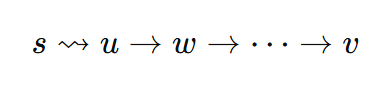 s ⇝ u → w → ⋯ → v